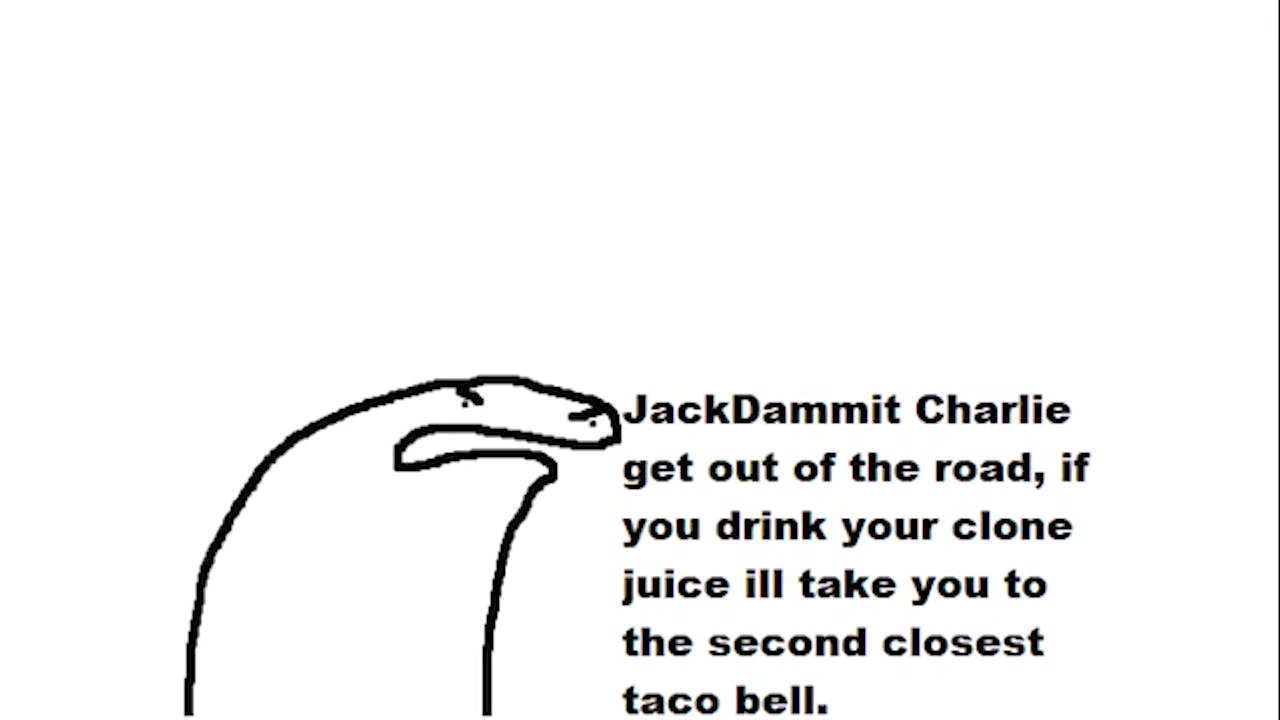 JackDammit Charlie
get out of the road, if
you drink your clone
juice ill take you to
the second closest
taco bell.